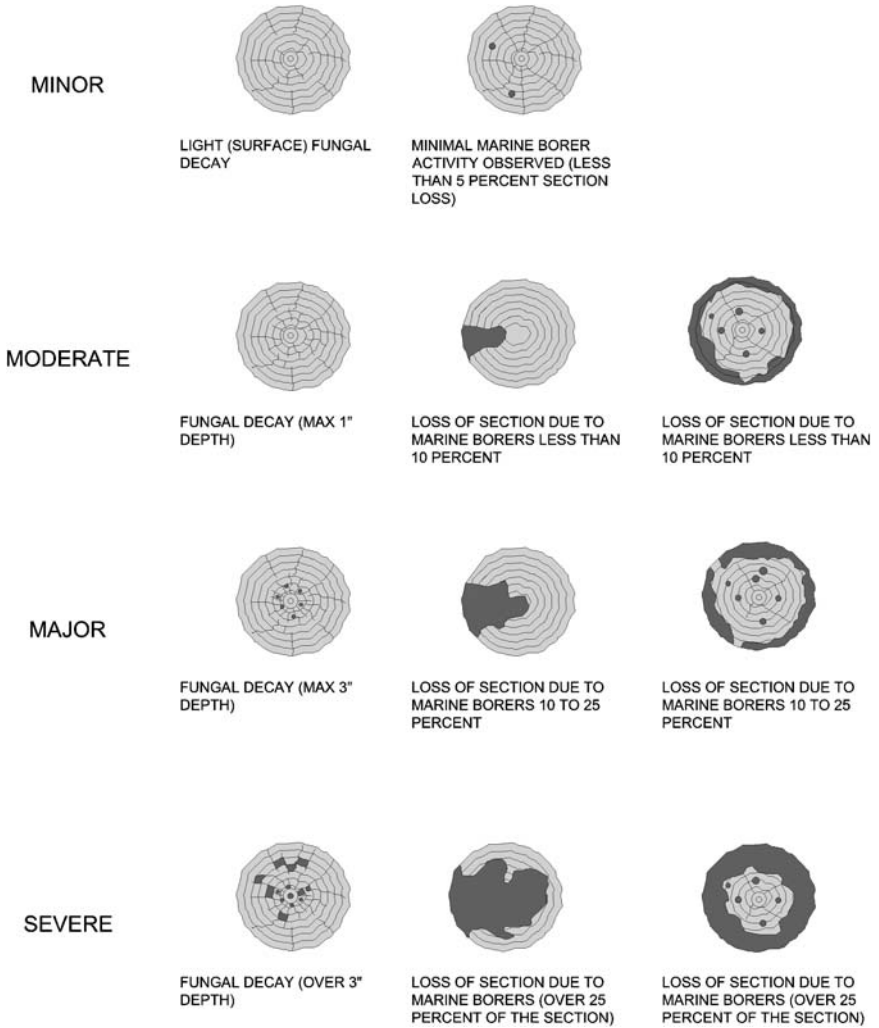 MINOR
LIGHT (SURFACE) FUNGAL
DECAY
MINIMAL MARINE BORER
ACTIVITY OBSERVED (LESS
THAN 5 PERCENT SECTION
LOSS)
MODERATE
FUNGAL DECAY (MAX 1"
DEPTH)
LOSS OF SECTION DUE TO
MARINE BORERS LESS THAN
10 PERCENT
LOSS OF SECTION DUE TO
MARINE BORERS LESS THAN
10 PERCENT
MAJOR
FUNGAL DECAY (MAX 3"
DEPTH)
LOSS OF SECTION DUE TO
MARINE BORERS 10 TO 25
PERCENT
LOSS OF SECTION DUE TO
MARINE BORERS 10 TO 25
PERCENT
SEVERE
FUNGAL DECAY (OVER 3"
DEPTH)
LOSS OF SECTION DUE TO
MARINE BORERS (OVER 25
PERCENT OF THE SECTION)
LOSS OF SECTION DUE TO
MARINE BORERS (OVER 25
PERCENT OF THE SECTION)